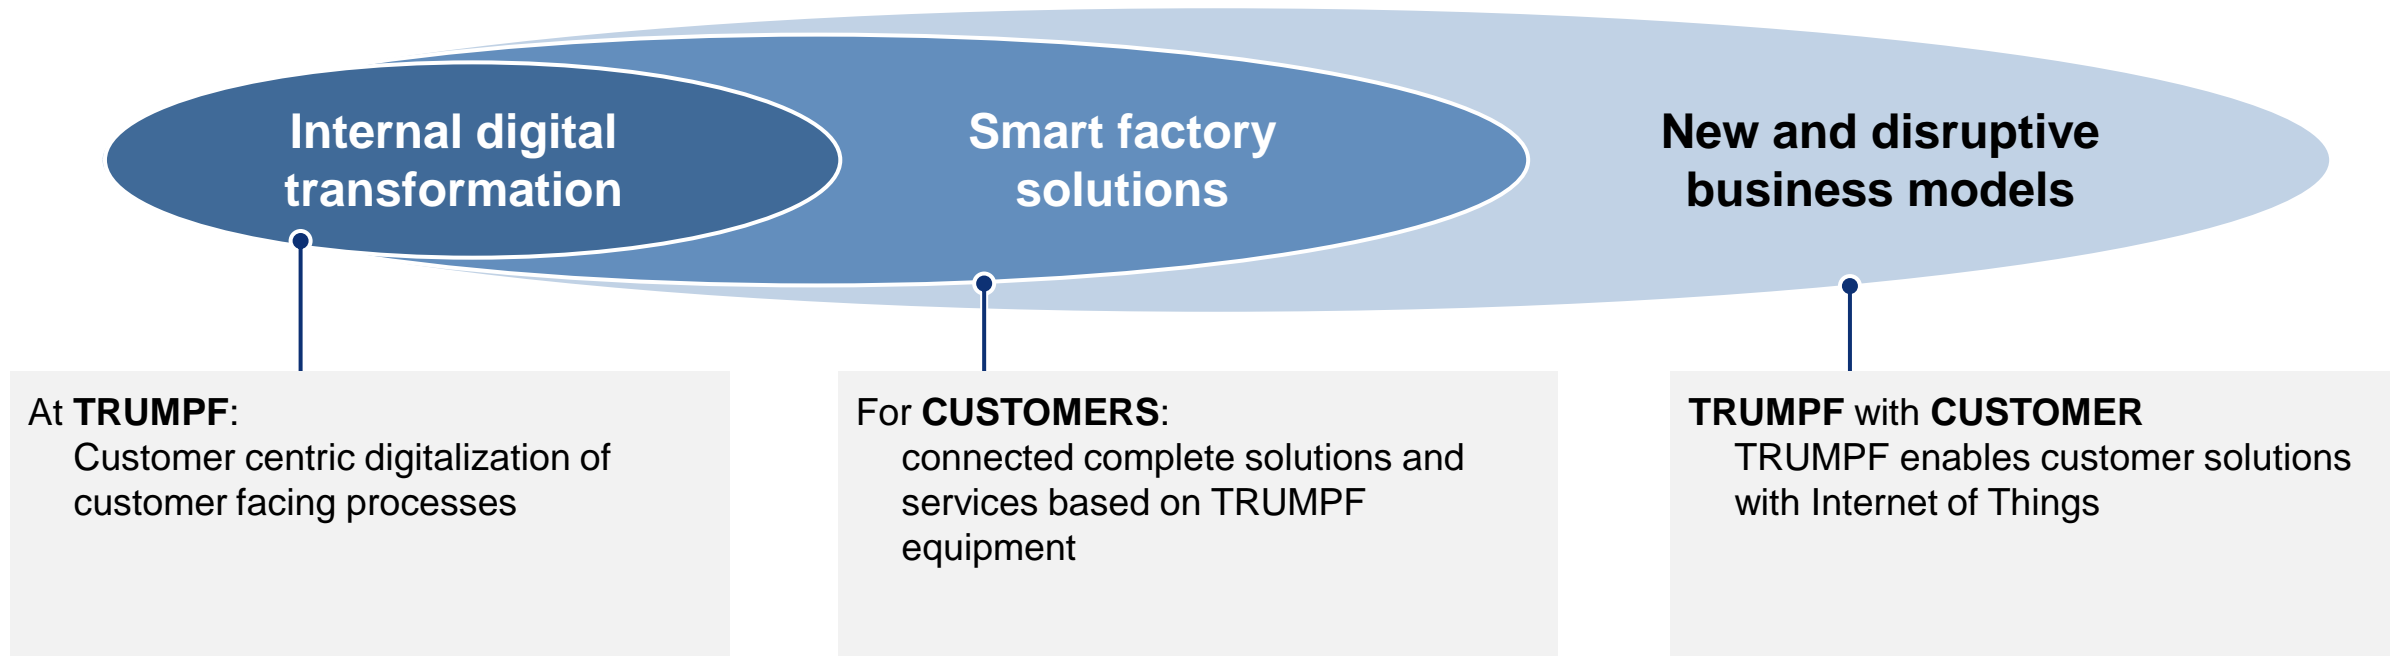 Internal digital
transformation
Smart factory
solutions
New and disruptive
business models
At TRUMPF:
Customer centric digitalization of
customer facing processes
For CUSTOMERS:
connected complete solutions and
services based on TRUMPF
equipment
TRUMPF with CUSTOMER
TRUMPF enables customer solutions
with Internet of Things